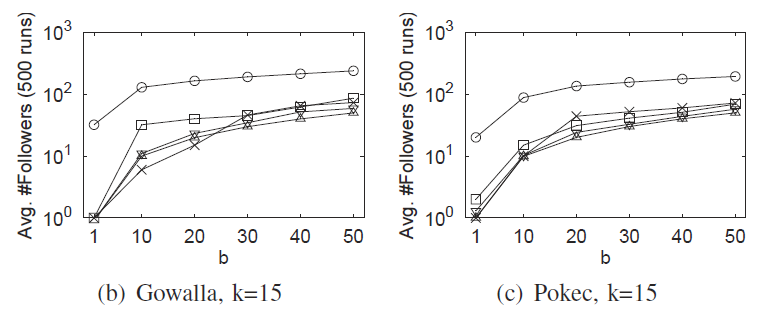 Avg. #Followers (500 runs)
10³
10²
10¹
10⁰
1 10 20 30 40 50
b
(b) Gowalla, k=15
Avg. #Followers (500 runs)
10³
10²
10¹
10⁰
1 10 20 30 40 50
b
(c) Pokec, k=15